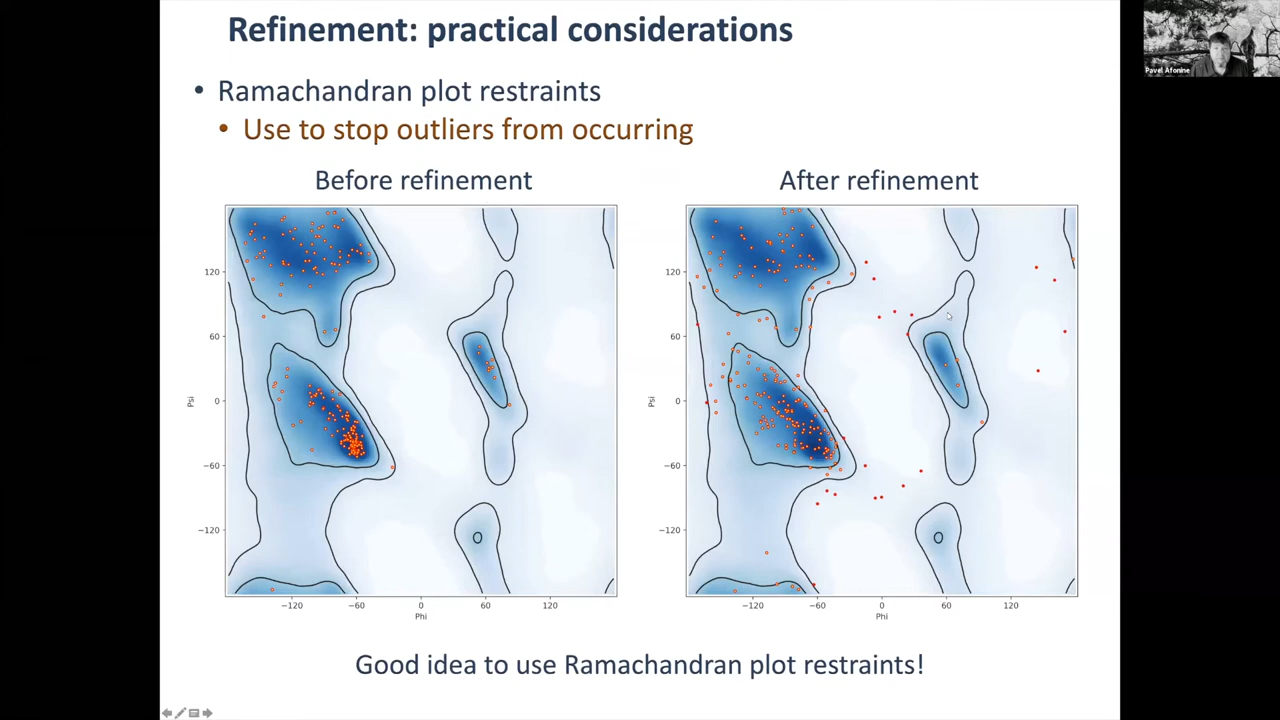 Refinement: practical considerations
Pavel Afonine
• Ramachandran plot restraints
• Use to stop outliers from occurring
Before refinement
After refinement
120
60
0
−60
−120
Psi
−120 −60 0 60 120
Phi
120
60
0
−60
−120
Psi
−120 −60 0 60 120
Phi
Good idea to use Ramachandran plot restraints!